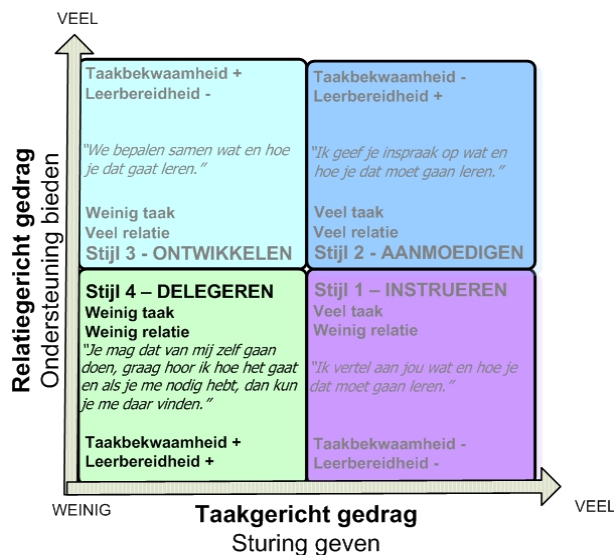 VEEL
Taakbekwaamheid +
Leerbereidheid -
“We bepalen samen wat en hoe
je dat gaat leren.”
Weinig taak
Veel relatie
Stijl 3 - ONTWIKKELEN
Taakbekwaamheid -
Leerbereidheid +
“Ik geef je inspraak op wat en
hoe je dat moet gaan leren.”
Veel taak
Veel relatie
Stijl 2 - AANMOEDIGEN
Relatiegericht gedrag
Ondersteuning bieden
Stijl 4 – DELEGEREN
Weinig taak
Weinig relatie
“Je mag dat van mij zelf gaan
doen, graag hoor ik hoe het gaat
en als je me nodig hebt, dan kun
je me daar vinden.”
Taakbekwaamheid +
Leerbereidheid +
Stijl 1 – INSTRUEREN
Veel taak
Weinig relatie
“Ik vertel aan jou wat en hoe je
dat moet gaan leren.”
Taakbekwaamheid -
Leerbereidheid -
WEINIG
Taakgericht gedrag
Sturing geven
VEEL